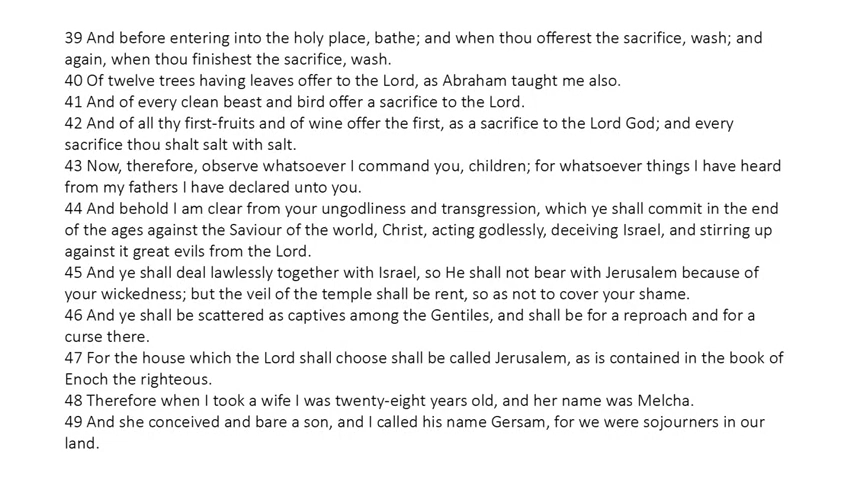 39 And before entering into the holy place, bathe; and when thou offerest the sacrifice, wash; and
again, when thou finishest the sacrifice, wash.
40 Of twelve trees having leaves offer to the Lord, as Abraham taught me also.
41 And of every clean beast and bird offer a sacrifice to the Lord.
42 And of all thy first-fruits and of wine offer the first, as a sacrifice to the Lord God; and every
sacrifice thou shalt salt with salt.
43 Now, therefore, observe whatsoever I command you, children; for whatsoever things I have heard
from my fathers I have declared unto you.
44 And behold I am clear from your ungodliness and transgression, which ye shall commit in the end
of the ages against the Saviour of the world, Christ, acting godlessly, deceiving Israel, and stirring up
against it great evils from the Lord.
45 And ye shall deal lawlessly together with Israel, so He shall not bear with Jerusalem because of
your wickedness; but the veil of the temple shall be rent, so as not to cover your shame.
46 And ye shall be scattered as captives among the Gentiles, and shall be for a reproach and for a
curse there.
47 For the house which the Lord shall choose shall be called Jerusalem, as is contained in the book of
Enoch the righteous.
48 Therefore when I took a wife I was twenty-eight years old, and her name was Melcha.
49 And she conceived and bare a son, and I called his name Gersam, for we were sojourners in our
land.